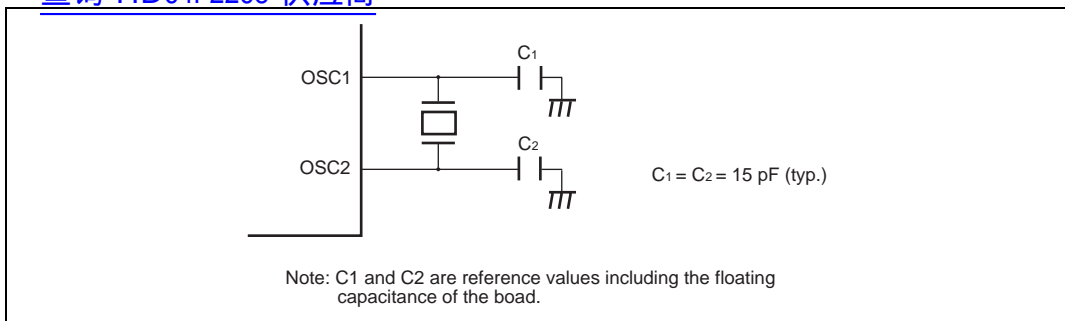 OSC1
C1
C2
OSC2
C1 = C2 = 15 pF (typ.)
Note: C1 and C2 are reference values including the floating
capacitance of the boad.